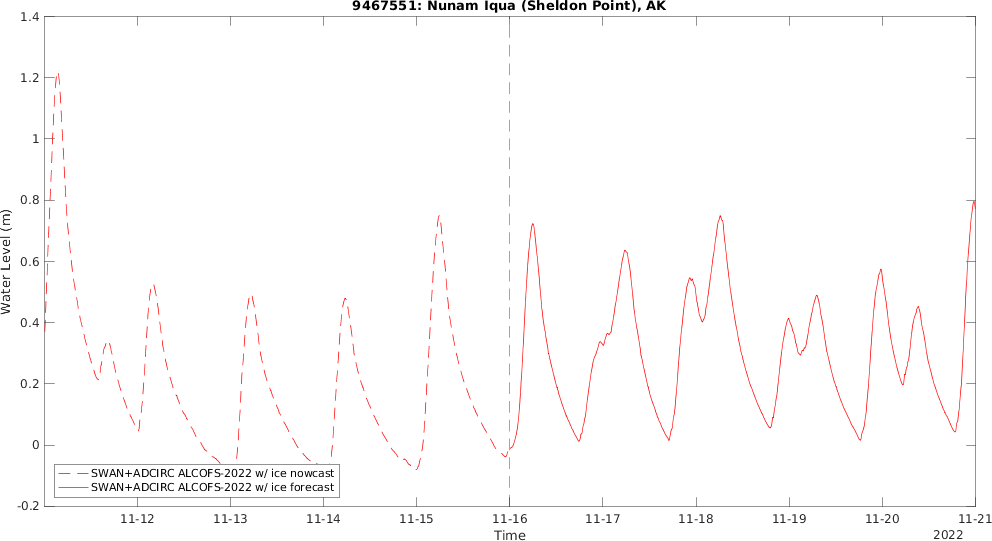 9467551: Nunam Iqua (Sheldon Point), AK
1.4
1.2
1
0.8
0.6
0.4
0.2
0
-0.2
Water Level (m)
SWAN+ADCIRC ALCOFS-2022 w/ ice nowcast
SWAN+ADCIRC ALCOFS-2022 w/ ice forecast
11-12 11-13 11-14 11-15 11-16 11-17 11-18 11-19 11-20 11-21
Time
2022